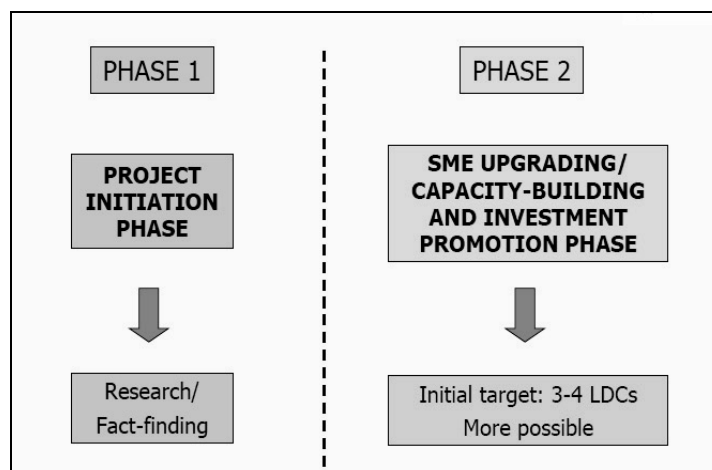 PHASE 1
PROJECT
INITIATION
PHASE
Research/
Fact-finding
PHASE 2
SME UPGRADING/
CAPACITY-BUILDING
AND INVESTMENT
PROMOTION PHASE
Initial target: 3-4 LDCs
More possible